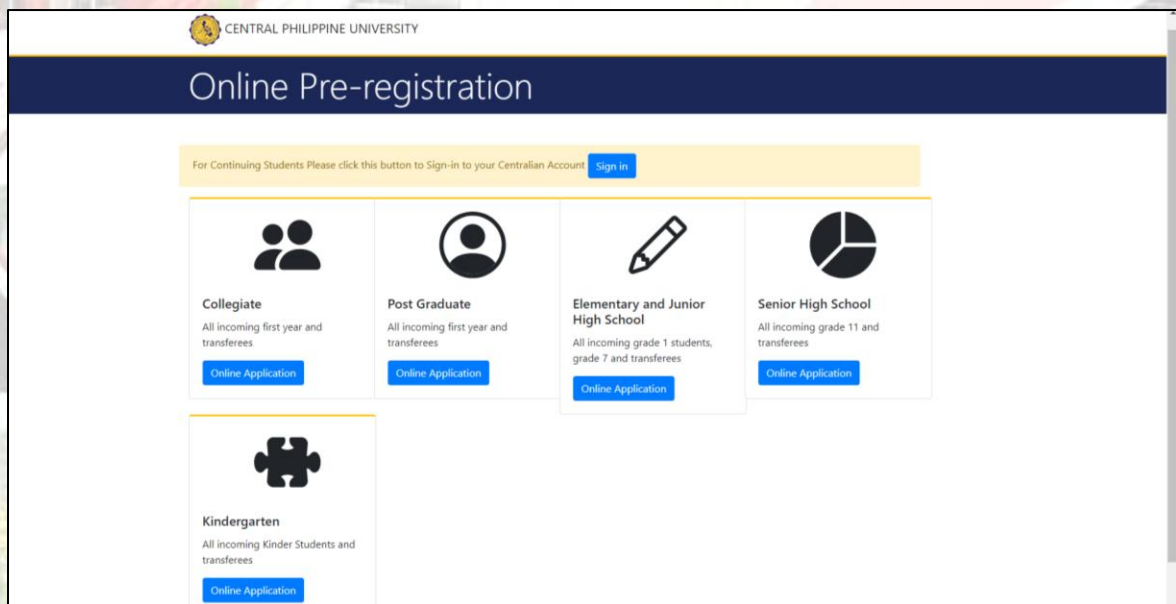 CENTRAL PHILIPPINE UNIVERSITY
Online Pre-registration
For Continuing Students Please click this button to Sign-in to your Centralian Account
Sign in
Collegiate
All incoming first year and
transferees
Online Application
Post Graduate
All incoming first year and
transferees
Online Application
Elementary and Junior
High School
All incoming grade 1 students,
grade 7 and transferees
Online Application
Senior High School
All incoming grade 11 and
transferees
Online Application
Kindergarten
All incoming Kinder Students and
transferees
Online Application